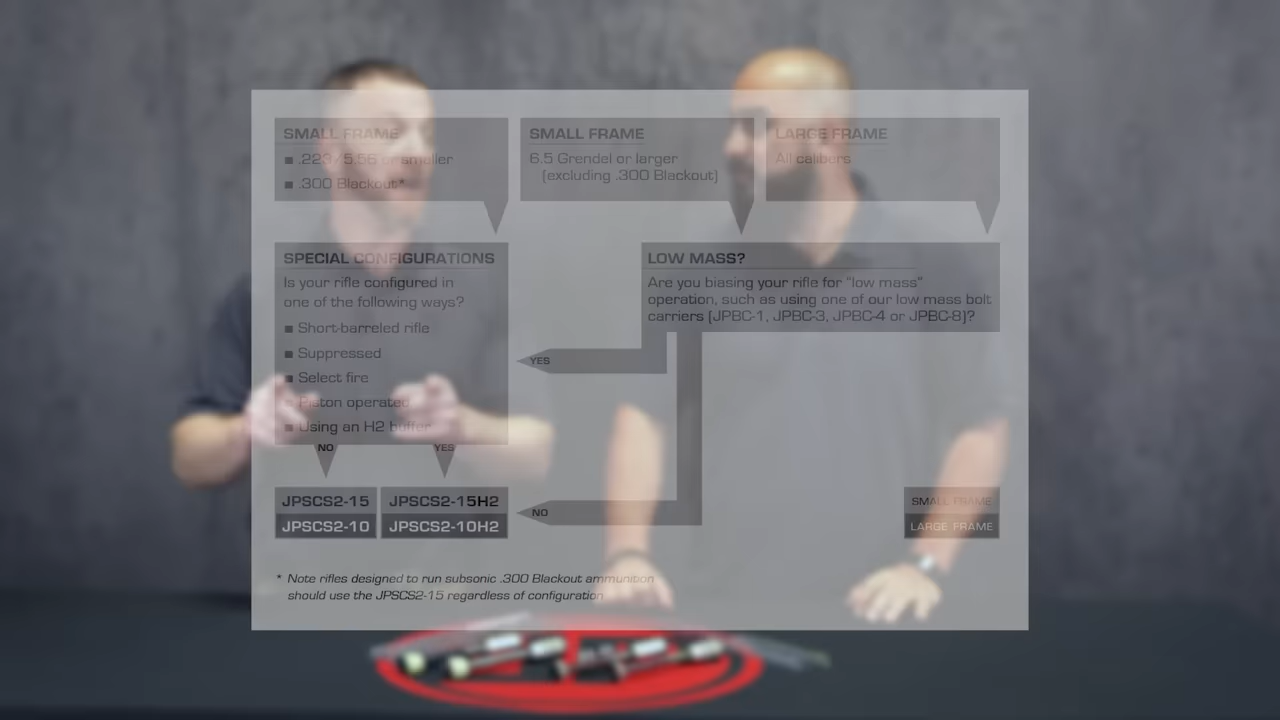 SMALL FRAME
■ .223/5.56 or smaller
■ .300 Blackout*
SMALL FRAME
6.5 Grendel or larger
(excluding .300 Blackout)
LARGE FRAME
All calibers
SPECIAL CONFIGURATIONS
Is your rifle configured in
one of the following ways?
■ Short-barreled rifle
■ Suppressed
■ Select fire
■ Piston operated
■ Using an H2 buffer
LOW MASS?
Are you biasing your rifle for "low mass"
operation, such as using one of our low mass bolt
carriers (JPBC-1, JPBC-3, JPBC-4 or JPBC-8)?
YES
NO
YES
JPSCS2-15
JPSCS2-15H2
JPSCS2-10
JPSCS2-10H2
NO
SMALL FRAME
LARGE FRAME
* Note rifles designed to run subsonic .300 Blackout ammunition
should use the JPSCS2-15 regardless of configuration